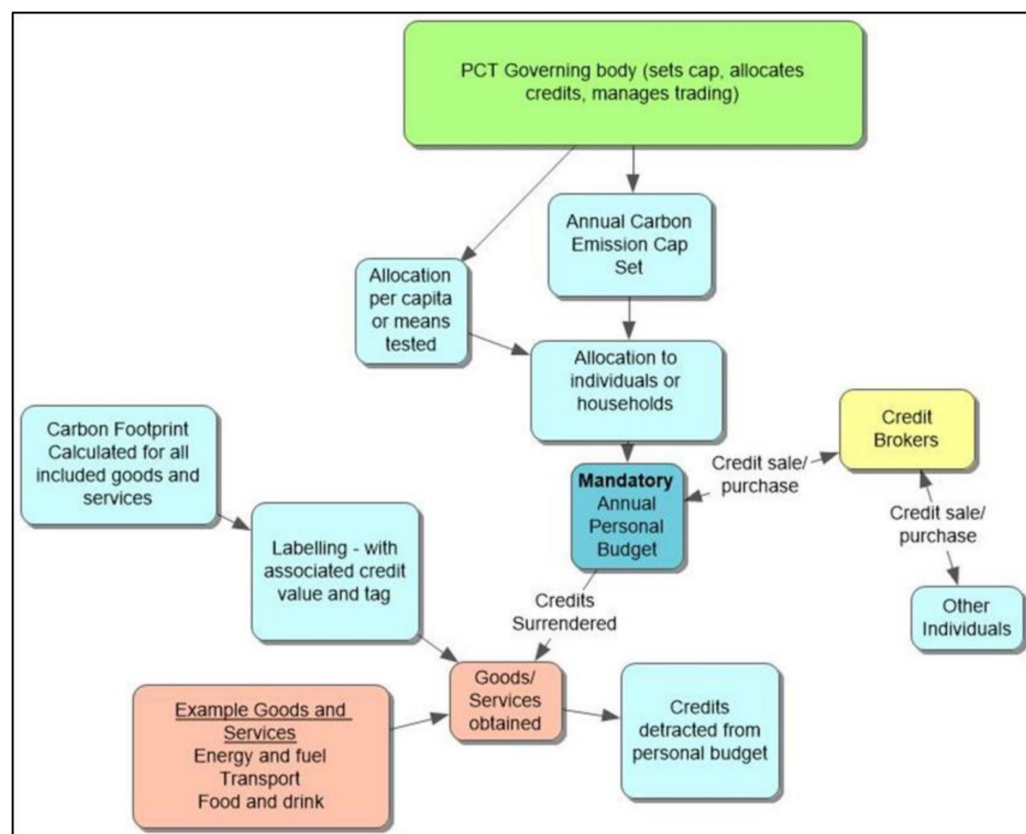 PCT Governing body (sets cap, allocates
credits, manages trading)
Annual Carbon
Emission Cap
Set
Allocation
per capita
or means
tested
Allocation to
individuals or
households
Credit
Brokers
Carbon Footprint
Calculated for all
included goods and
services
Credit sale/
purchase
Mandatory
Annual
Personal
Budget
Credit sale/
purchase
Labelling - with
associated credit
value and tag
Credits
Surrendered
Other
Individuals
Goods/
Services
obtained
Credits
detracted from
personal budget
Example Goods and
Services
Energy and fuel
Transport
Food and drink